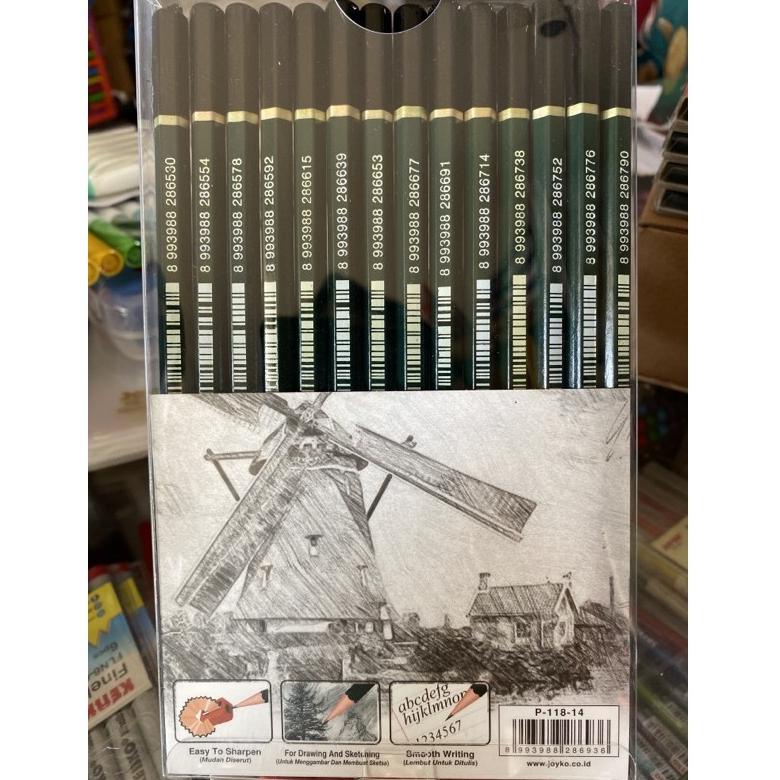 8 993988 286530
8 993988 286554
8 993988 286578
8 993988 286592
8 993988 286615
8 993988 286639
8 993988 286653
8 993988 286677
8 993988 286691
8 993988 286714
8 993988 286738
8 993988 286752
8 993988 286776
8 993988 286790
abcdefg
hijklmnop
1234567
Easy To Sharpen
(Mudah Diserut)
For Drawing And Sketching
(Untuk Menggambar Dan Membuat Sketsa)
Smooth Writing
(Lembut Untuk Ditulis)
P-118-14
8 993988 286936
www.joyko.co.id